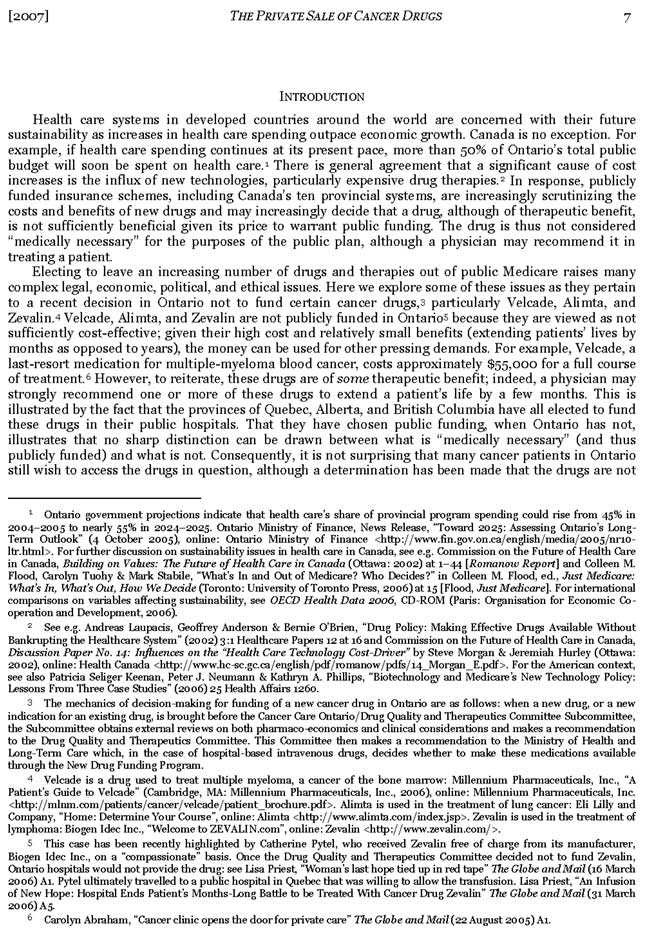 [2007] THE PRIVATE SALE OF CANCER DRUGS 7
INTRODUCTION
Health care systems in developed countries around the world are concerned with their future
sustainability as increases in health care spending outpace economic growth. Canada is no exception. For
example, if health care spending continues at its present pace, more than 50% of Ontario's total public
budget will soon be spent on health care.1 There is general agreement that a significant cause of cost
increases is the influx of new technologies, particularly expensive drug therapies.2 In response, publicly
funded insurance schemes, including Canada's ten provincial systems, are increasingly scrutinizing the
costs and benefits of new drugs and may increasingly decide that a drug, although of therapeutic benefit,
is not sufficiently beneficial given its price to warrant public funding. The drug is thus not considered
"medically necessary" for the purposes of the public plan, although a physician may recommend it in
treating a patient.
Electing to leave an increasing number of drugs and therapies out of public Medicare raises many
complex legal, economic, political, and ethical issues. Here we explore some of these issues as they pertain
to a recent decision in Ontario not to fund certain cancer drugs,3 particularly Velcade, Alimta, and
Zevalin.4 Velcade, Alimta, and Zevalin are not publicly funded in Ontario5 because they are viewed as not
sufficiently cost-effective; given their high cost and relatively small benefits (extending patients' lives by
months as opposed to years), the money can be used for other pressing demands. For example, Velcade, a
last-resort medication for multiple-myeloma blood cancer, costs approximately $55,000 for a full course
of treatment.6 However, to reiterate, these drugs are of some therapeutic benefit; indeed, a physician may
strongly recommend one or more of these drugs to extend a patient's life by a few months. This is
illustrated by the fact that the provinces of Quebec, Alberta, and British Columbia have all elected to fund
these drugs in their public hospitals. That they have chosen public funding, when Ontario has not,
illustrates that no sharp distinction can be drawn between what is "medically necessary" (and thus
publicly funded) and what is not. Consequently, it is not surprising that many cancer patients in Ontario
still wish to access the drugs in question, although a determination has been made that the drugs are not
1 Ontario government projections indicate that health care's share of provincial program spending could rise from 45% in
2004–2005 to nearly 55% in 2024–2025. Ontario Ministry of Finance, News Release, "Toward 2025: Assessing Ontario's Long-
Term Outlook" (4 October 2005), online: Ontario Ministry of Finance <http://www.fin.gov.on.ca/english/media/2005/nr10-
ltr.html>. For further discussion on sustainability issues in health care in Canada, see e.g. Commission on the Future of Health Care
in Canada, Building on Values: The Future of Health Care in Canada (Ottawa: 2002) at 1–44 [Romanow Report] and Colleen M.
Flood, Carolyn Tuohy & Mark Stabile, "What's In and Out of Medicare? Who Decides?" in Colleen M. Flood, ed., Just Medicare:
What's In, What's Out, How We Decide (Toronto: University of Toronto Press, 2006) at 15 [Flood, Just Medicare]. For international
comparisons on variables affecting sustainability, see OECD Health Data 2006, CD-ROM (Paris: Organisation for Economic Co-
operation and Development, 2006).
2 See e.g. Andreas Laupacis, Geoffrey Anderson & Bernie O'Brien, "Drug Policy: Making Effective Drugs Available Without
Bankrupting the Healthcare System" (2002) 3:1 Healthcare Papers 12 at 16 and Commission on the Future of Health Care in Canada,
Discussion Paper No. 14: Influences on the "Health Care Technology Cost-Driver" by Steve Morgan & Jeremiah Hurley (Ottawa:
2002), online: Health Canada <http://www.hc-sc.gc.ca/english/pdf/romanow/pdfs/14_Morgan_E.pdf>. For the American context,
see also Patricia Seliger Keenan, Peter J. Neumann & Kathryn A. Phillips, "Biotechnology and Medicare's New Technology Policy:
Lessons From Three Case Studies" (2006) 25 Health Affairs 1260.
3 The mechanics of decision-making for funding of a new cancer drug in Ontario are as follows: when a new drug, or a new
indication for an existing drug, is brought before the Cancer Care Ontario/Drug Quality and Therapeutics Committee Subcommittee,
the Subcommittee obtains external reviews on both pharmaco-economics and clinical considerations and makes a recommendation
to the Drug Quality and Therapeutics Committee. This Committee then makes a recommendation to the Ministry of Health and
Long-Term Care which, in the case of hospital-based intravenous drugs, decides whether to make these medications available
through the New Drug Funding Program.
4 Velcade is a drug used to treat multiple myeloma, a cancer of the bone marrow: Millennium Pharmaceuticals, Inc., "A
Patient's Guide to Velcade" (Cambridge, MA: Millennium Pharmaceuticals, Inc., 2006), online: Millennium Pharmaceuticals, Inc.
<http://mlnm.com/patients/cancer/velcade/patient_brochure.pdf>. Alimta is used in the treatment of lung cancer: Eli Lilly and
Company, "Home: Determine Your Course", online: Alimta <http://www.alimta.com/index.jsp>. Zevalin is used in the treatment of
lymphoma: Biogen Idec Inc., "Welcome to ZEVALIN.com", online: Zevalin <http://www.zevalin.com/>.
5 This case has been recently highlighted by Catherine Pytel, who received Zevalin free of charge from its manufacturer,
Biogen Idec Inc., on a "compassionate" basis. Once the Drug Quality and Therapeutics Committee decided not to fund Zevalin,
Ontario hospitals would not provide the drug: see Lisa Priest, "Woman's last hope tied up in red tape" The Globe and Mail (16 March
2006) A1. Pytel ultimately travelled to a public hospital in Quebec that was willing to allow the transfusion. Lisa Priest, "An Infusion
of New Hope: Hospital Ends Patient's Months-Long Battle to be Treated With Cancer Drug Zevalin" The Globe and Mail (31 March
2006) A5.
6 Carolyn Abraham, "Cancer clinic opens the door for private care" The Globe and Mail (22 August 2005) A1.